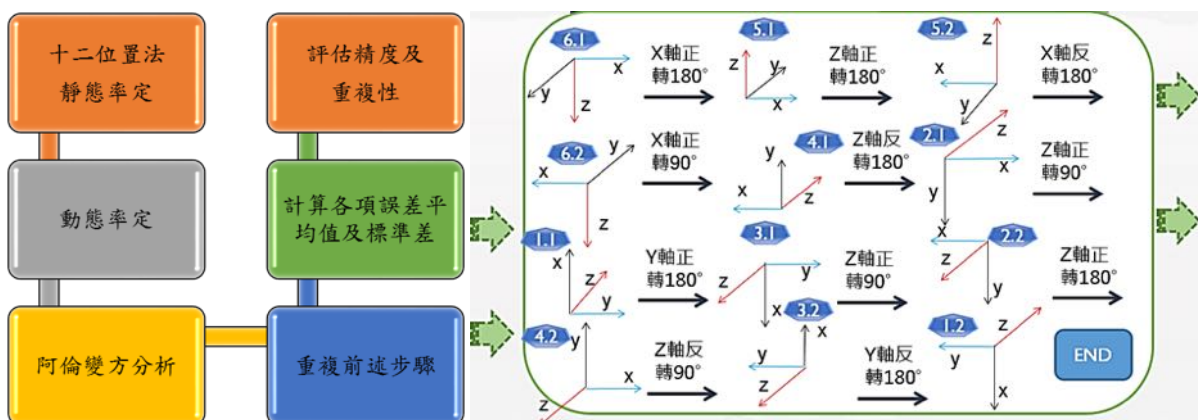 十二位置法
靜態率定
評估精度及
重複性
動態率定
計算各項誤差平
均值及標準差
阿倫變方分析
重複前述步驟
6.1
x
y
z
X軸正
轉180°
5.1
z
y
x
Z軸正
轉180°
5.2
z
x
y
X軸反
轉180°
6.2
y
x
z
X軸正
轉90°
4.1
y
x
z
Z軸反
轉180°
2.1
z
x
y
Z軸正
轉90°
1.1
x
z
y
Y軸正
轉180°
3.1
y
z
x
Z軸正
轉90°
2.2
x
z
y
Z軸正
轉180°
4.2
y
x
z
Z軸反
轉90°
3.2
x
y
z
Y軸反
轉180°
1.2
z
y
x
END